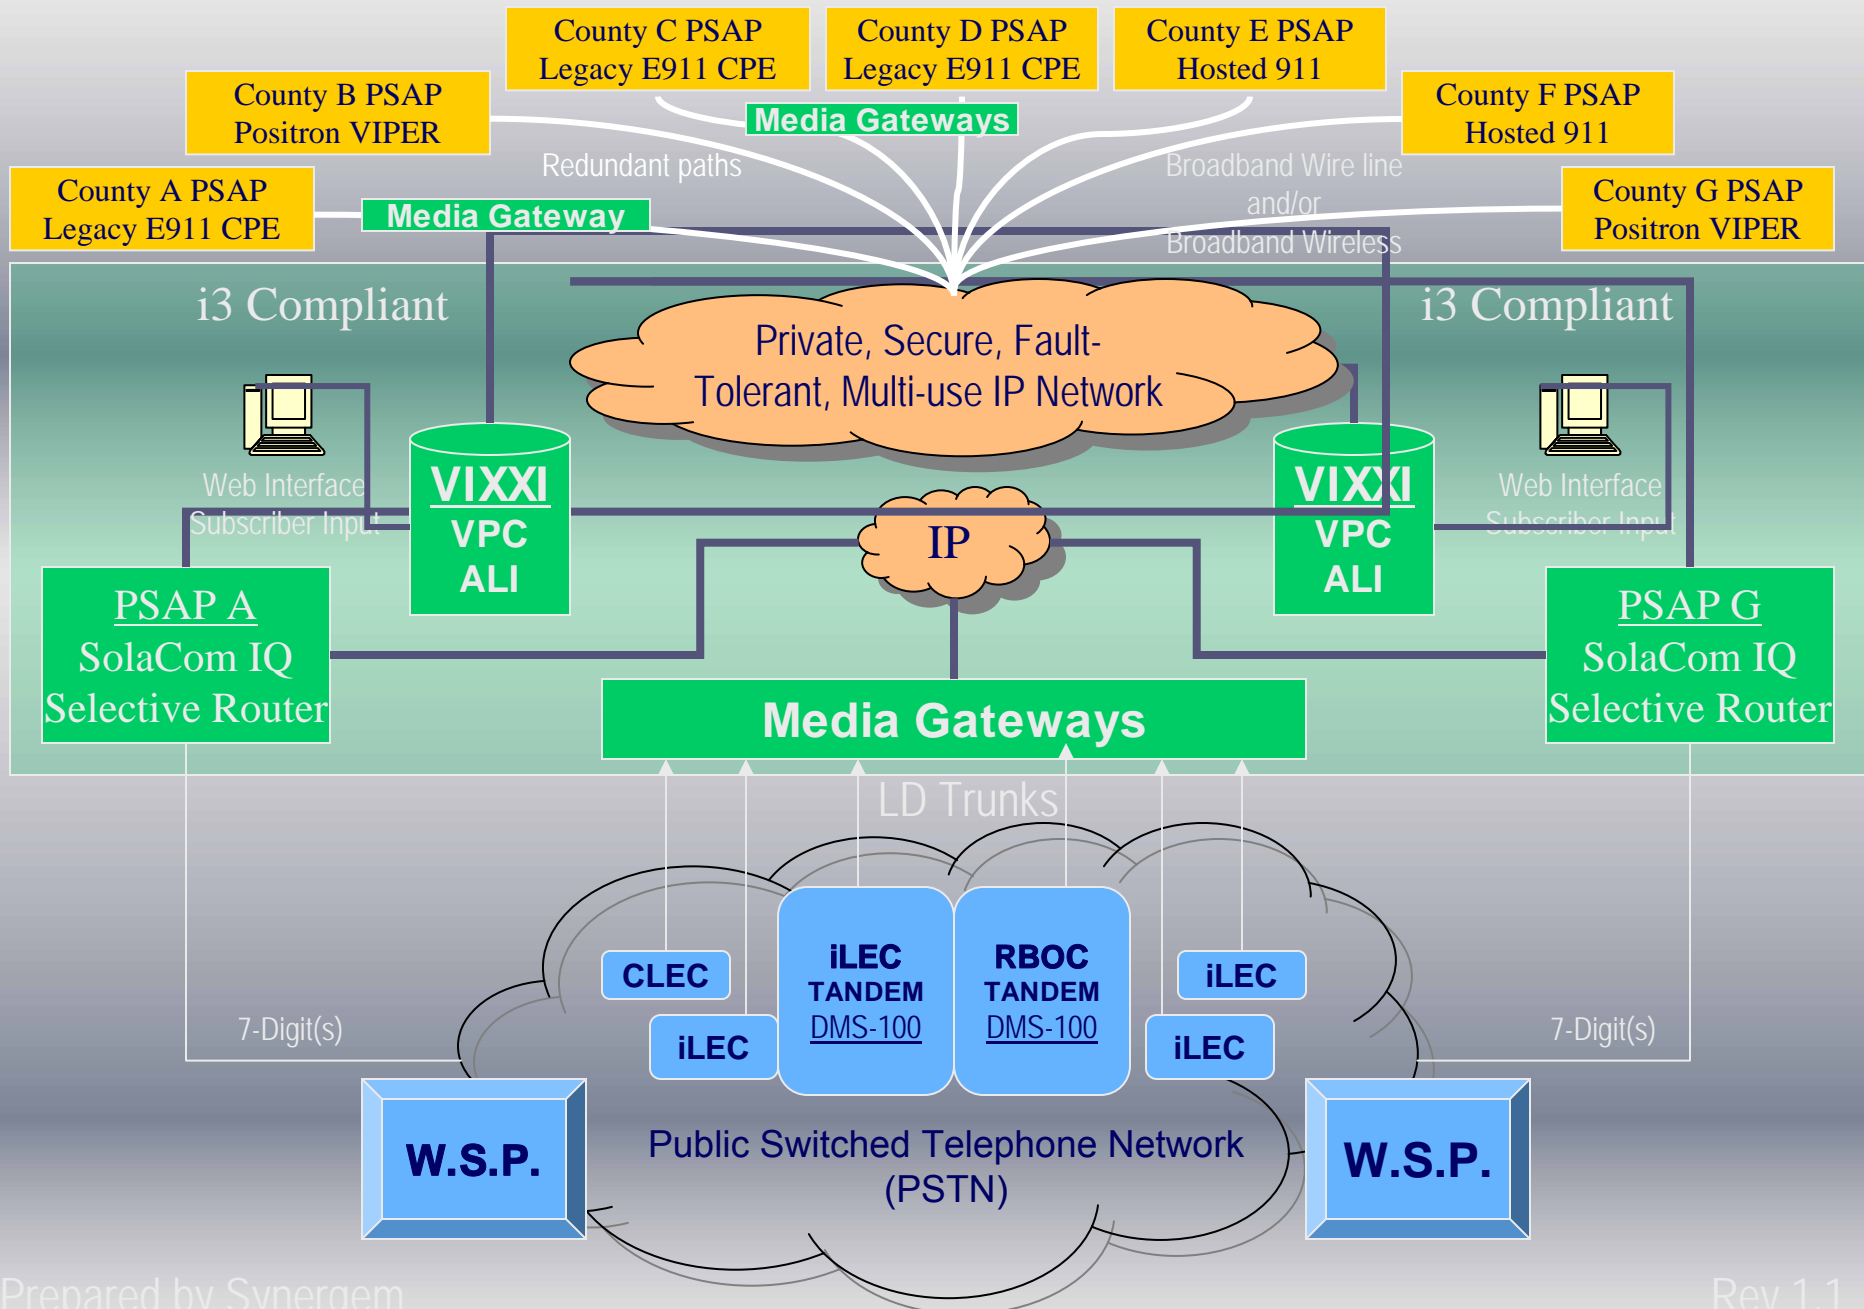 County C PSAP
Legacy E911 CPE
County D PSAP
Legacy E911 CPE
County E PSAP
Hosted 911
County B PSAP
Positron VIPER
Media Gateways
County F PSAP
Hosted 911
Redundant paths
Broadband Wire line
and/or
Broadband Wireless
County A PSAP
Legacy E911 CPE
Media Gateway
County G PSAP
Positron VIPER
i3 Compliant
i3 Compliant
Private, Secure, Fault-
Tolerant, Multi-use IP Network
Web Interface
Subscriber Input
VIXXI
VPC
ALI
IP
VIXXI
VPC
ALI
Web Interface
Subscriber Input
PSAP A
SolaCom IQ
Selective Router
PSAP G
SolaCom IQ
Selective Router
Media Gateways
LD Trunks
CLEC
iLEC
iLEC
TANDEM
DMS-100
RBOC
TANDEM
DMS-100
iLEC
iLEC
7-Digit(s)
7-Digit(s)
W.S.P.
Public Switched Telephone Network
(PSTN)
W.S.P.
Prepared by Synergem
Rev 1.1